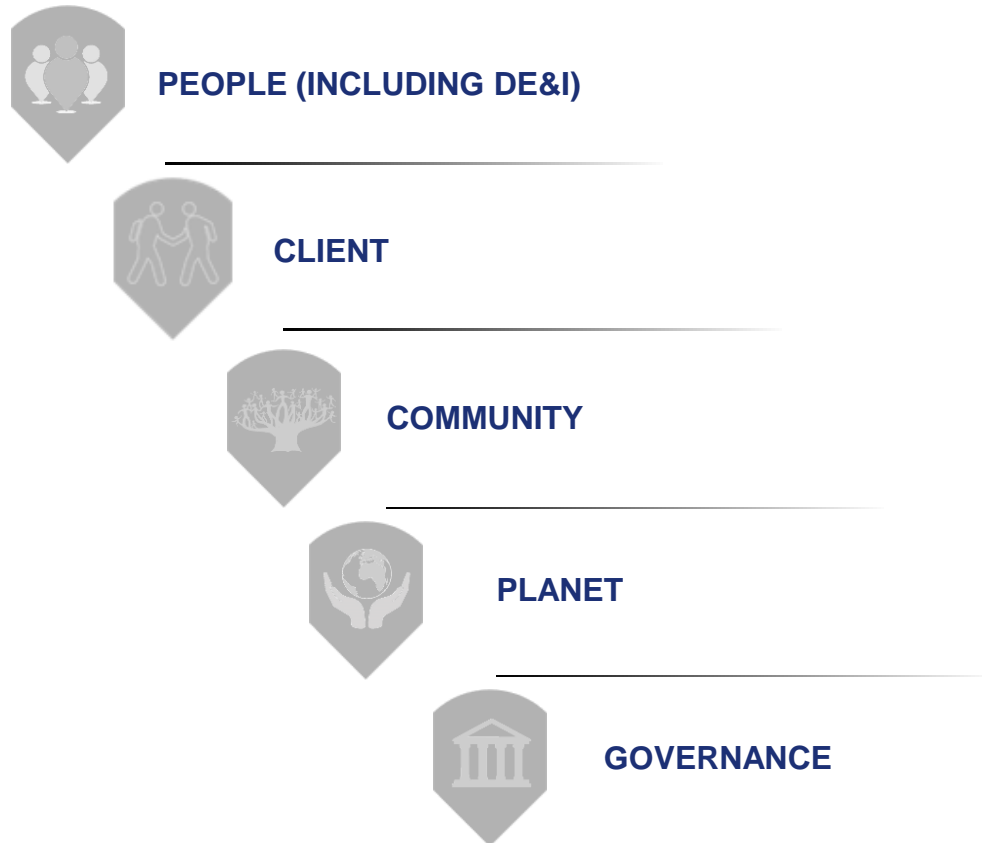 PEOPLE (INCLUDING DE&I)
CLIENT
COMMUNITY
PLANET
GOVERNANCE